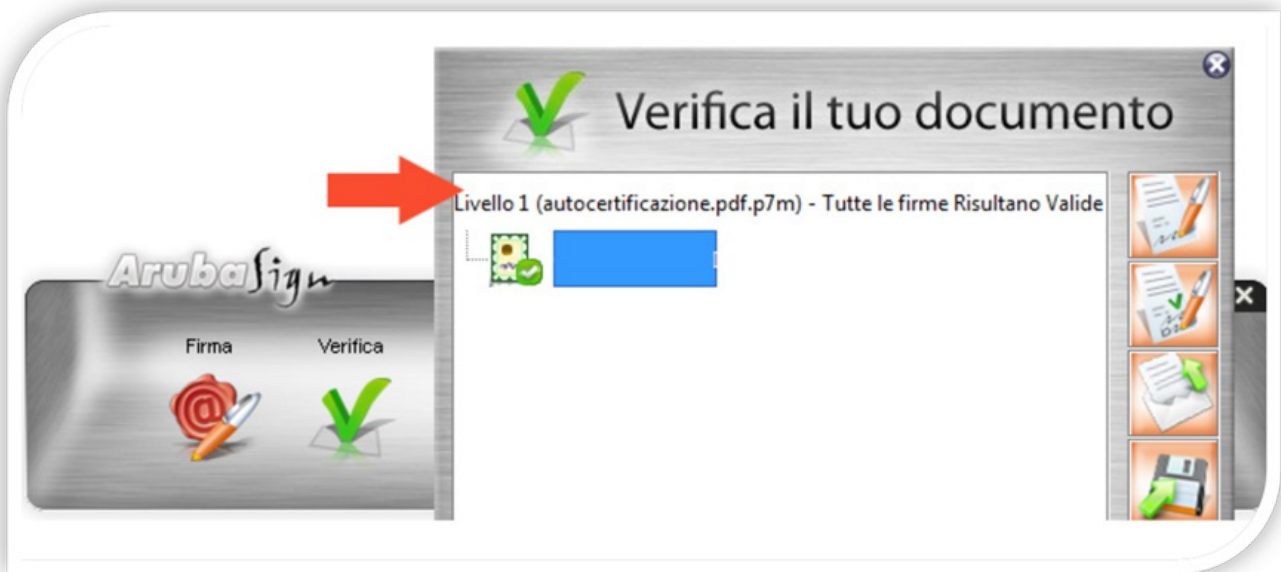 Verifica il tuo documento
Livello 1 (autocertificazione.pdf.p7m) - Tutte le firme Risultano Valide
ArubaSign
Firma
Verifica